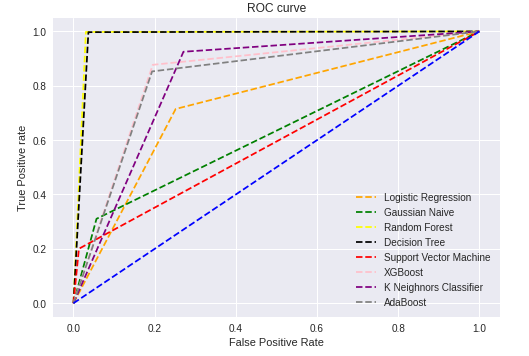 ROC curve
True Positive rate
1.0
0.8
0.6
0.4
0.2
0.0
Logistic Regression
Gaussian Naive
Random Forest
Decision Tree
Support Vector Machine
XGBoost
K Neighnors Classifier
AdaBoost
0.0 0.2 0.4 0.6 0.8 1.0
False Positive Rate